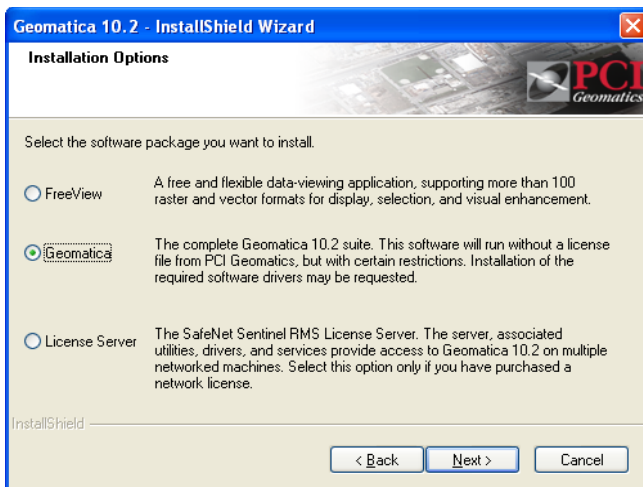 Geomatica 10.2 - InstallShield Wizard
Installation Options
PCI
Geomatics
Select the software package you want to install.
FreeView
A free and flexible data-viewing application, supporting more than 100
raster and vector formats for display, selection, and visual enhancement.
Geomatica
The complete Geomatica 10.2 suite. This software will run without a license
file from PCI Geomatics, but with certain restrictions. Installation of the
required software drivers may be requested.
License Server
The SafeNet Sentinel RMS License Server. The server, associated
utilities, drivers, and services provide access to Geomatica 10.2 on multiple
networked machines. Select this option only if you have purchased a
network license.
InstallShield
< Back
Next >
Cancel